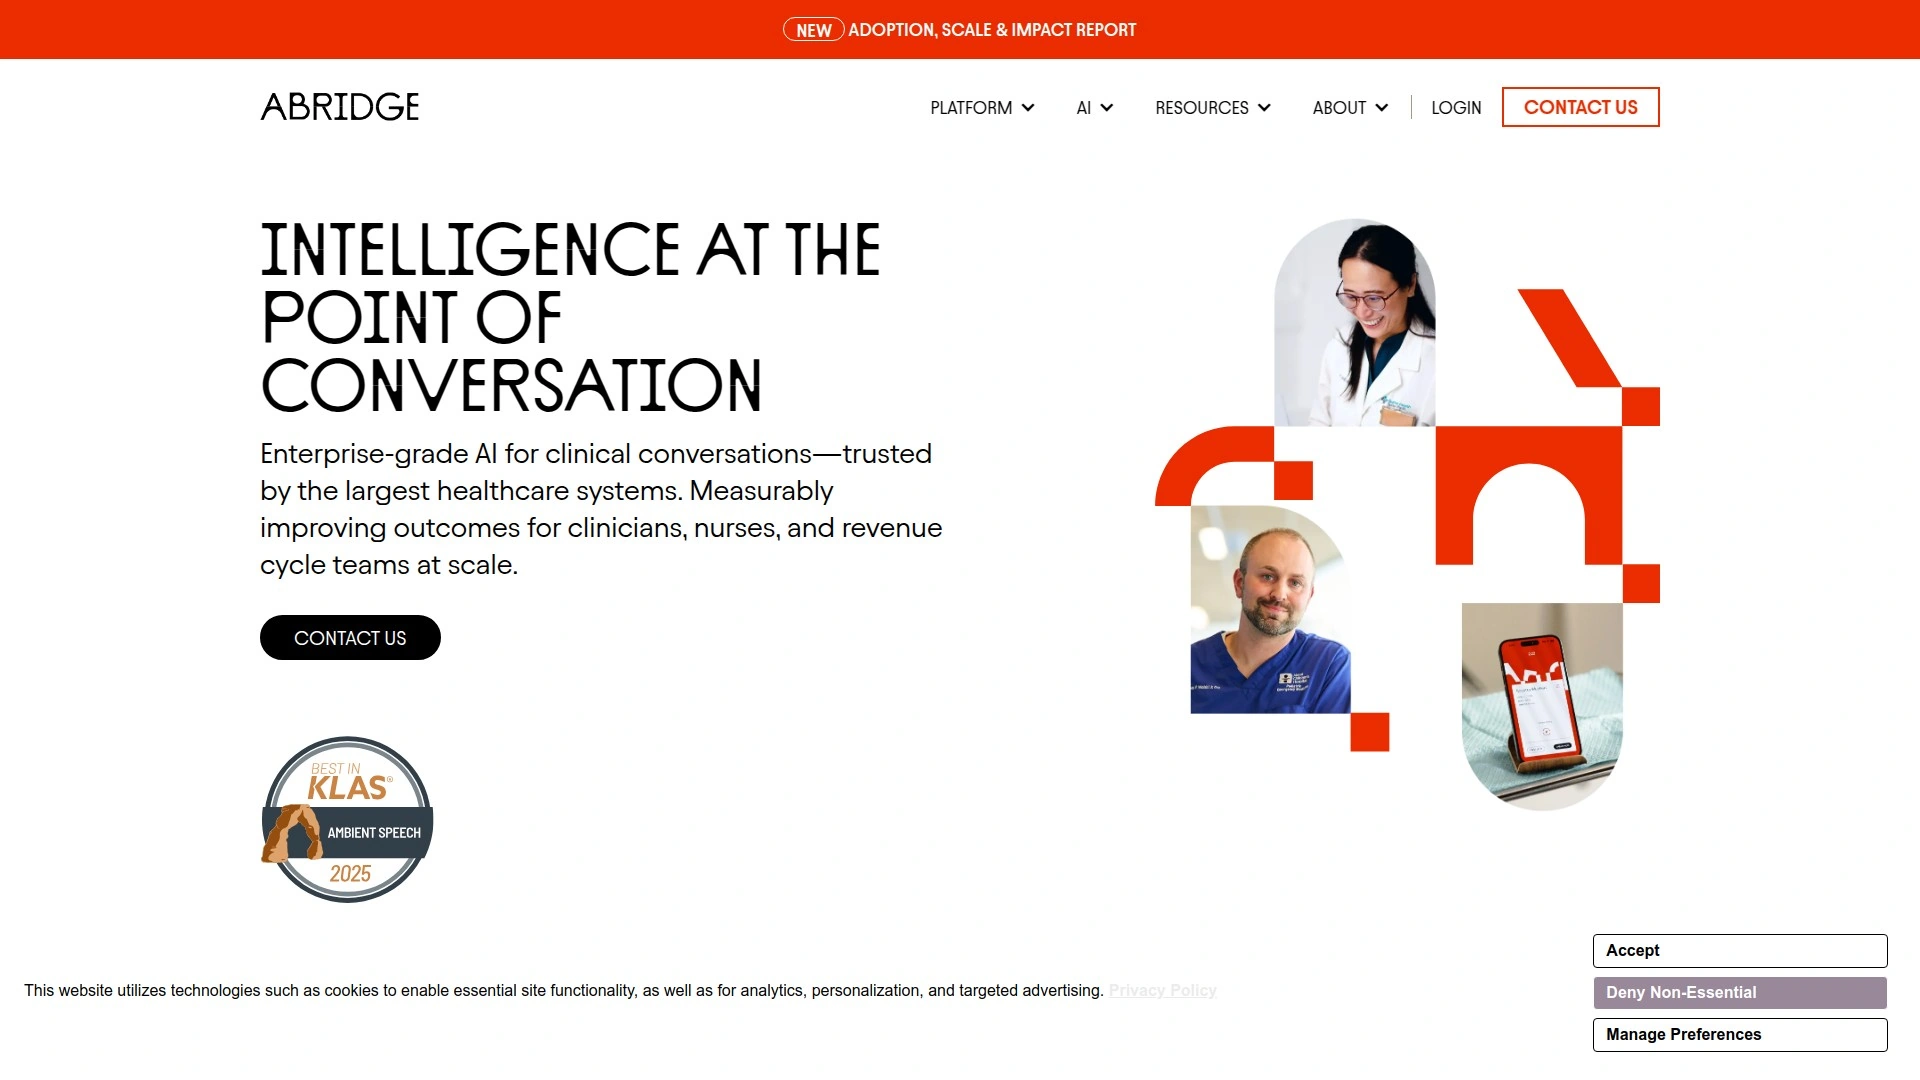 NEW ADOPTION, SCALE & IMPACT REPORT
ABRIDGE
PLATFORM AI RESOURCES ABOUT LOGIN CONTACT US
INTELLIGENCE AT THE
POINT OF
CONVERSATION
Enterprise-grade AI for clinical conversations—trusted
by the largest healthcare systems. Measurably
improving outcomes for clinicians, nurses, and revenue
cycle teams at scale.
CONTACT US
BEST IN
KLAS®
AMBIENT SPEECH
2025
This website utilizes technologies such as cookies to enable essential site functionality, as well as for analytics, personalization, and targeted advertising. Privacy Policy
Accept
Deny Non-Essential
Manage Preferences